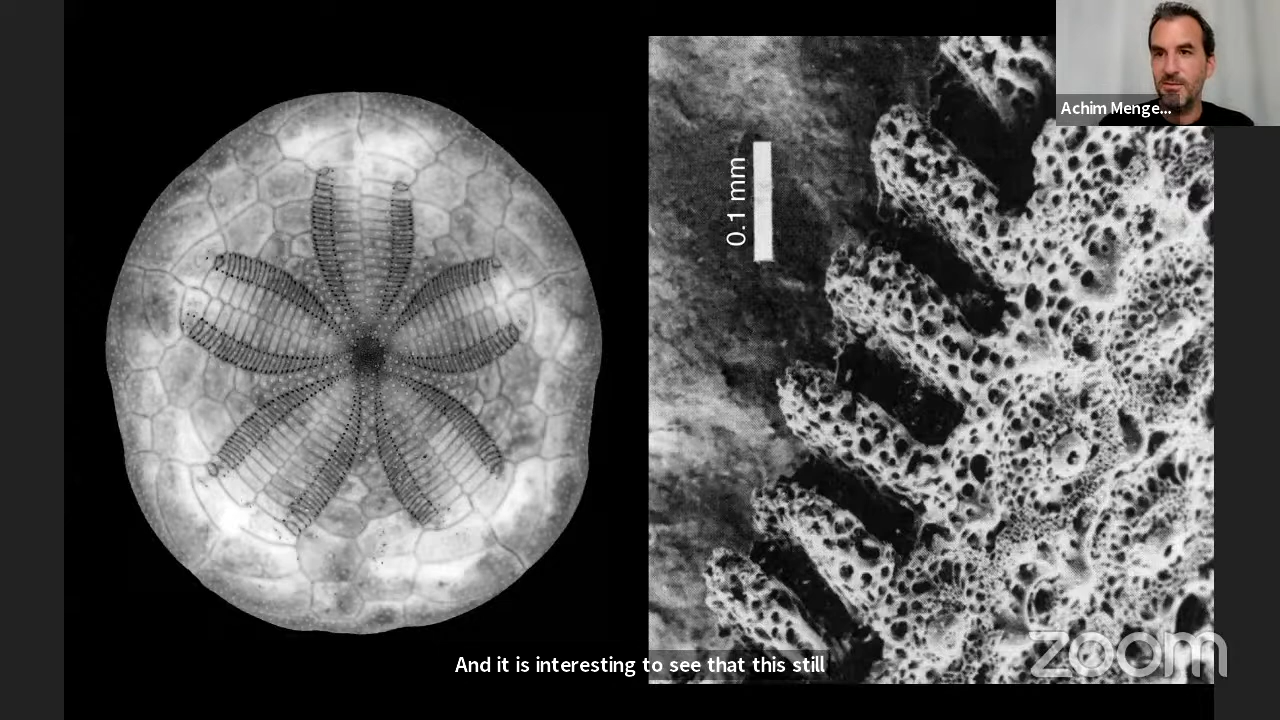 Achim Menge...
0.1 mm
And it is interesting to see that this still
zoom